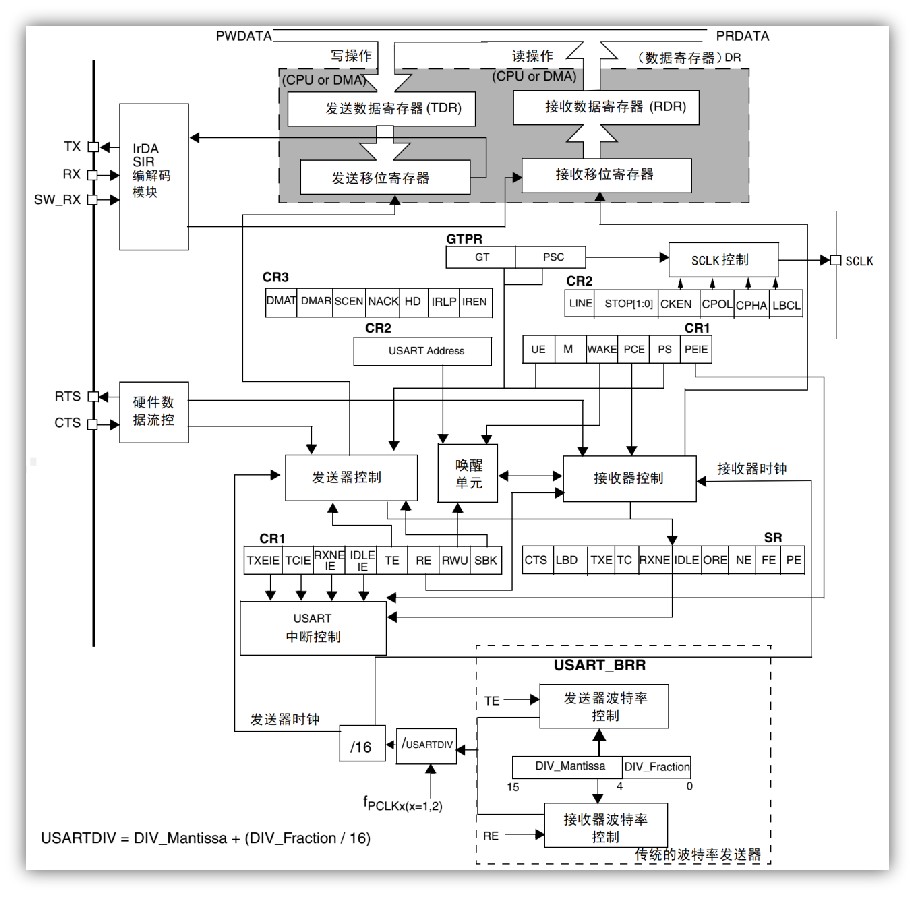 PWDATA
PRDATA
写操作
读操作
(数据寄存器)DR
(CPU or DMA)
(CPU or DMA)
发送数据寄存器(TDR)
接收数据寄存器(RDR)
TX
RX
SW_RX
IrDA
SIR
编解码
模块
发送移位寄存器
接收移位寄存器
GTPR
GT
PSC
SCLK控制
SCLK
CR3
DMAT
DMAR
SCEN
NACK
HD
IRLP
IREN
CR2
LINE
STOP[1:0]
CKEN
CPOL
CPHA
LBCL
CR2
USART Address
CR1
UE
M
WAKE
PCE
PS
PEIE
RTS
CTS
硬件数
据流控
发送器控制
唤醒
单元
接收器控制
接收器时钟
CR1
TXEIE
TCIE
RXNE
IE
IDLE
IE
TE
RE
RWU
SBK
SR
CTS
LBD
TXE
TC
RXNE
IDLE
ORE
NE
FE
PE
USART
中断控制
USART_BRR
TE
发送器波特率
控制
发送器时钟
/16
/USARTDIV
DIV_Mantissa
DIV_Fraction
15
4
0
fPCLKx(x=1,2)
RE
接收器波特率
控制
传统的波特率发送器
USARTDIV = DIV_Mantissa + (DIV_Fraction / 16)